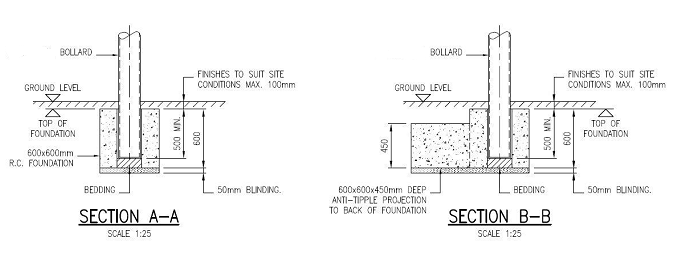 BOLLARD
FINISHES TO SUIT SITE
CONDITIONS MAX. 100mm
GROUND LEVEL
TOP OF
FOUNDATION
500 MIN.
600
600x600mm
R.C. FOUNDATION
BEDDING
50mm BLINDING.
SECTION A-A
SCALE 1:25
BOLLARD
FINISHES TO SUIT SITE
CONDITIONS MAX. 100mm
GROUND LEVEL
TOP OF
FOUNDATION
450
500 MIN.
600
600x600x450mm DEEP
ANTI-TIPPLE PROJECTION
TO BACK OF FOUNDATION
BEDDING
50mm BLINDING.
SECTION B-B
SCALE 1:25